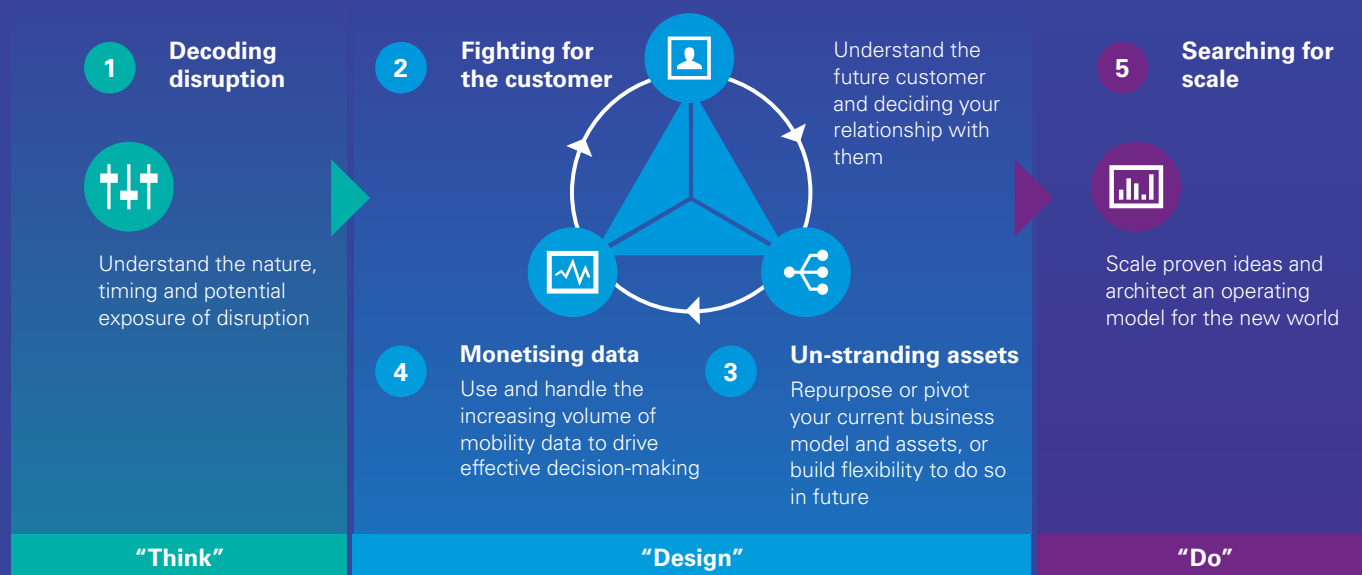 1
Decoding
disruption
Understand the nature,
timing and potential
exposure of disruption
“Think”
2
Fighting for
the customer
Understand the
future customer
and deciding your
relationship with
them
3
Un-stranding assets
Repurpose or pivot
your current business
model and assets, or
build flexibility to do so
in future
4
Monetising data
Use and handle the
increasing volume of
mobility data to drive
effective decision-making
“Design”
5
Searching for
scale
Scale proven ideas and
architect an operating
model for the new world
“Do”